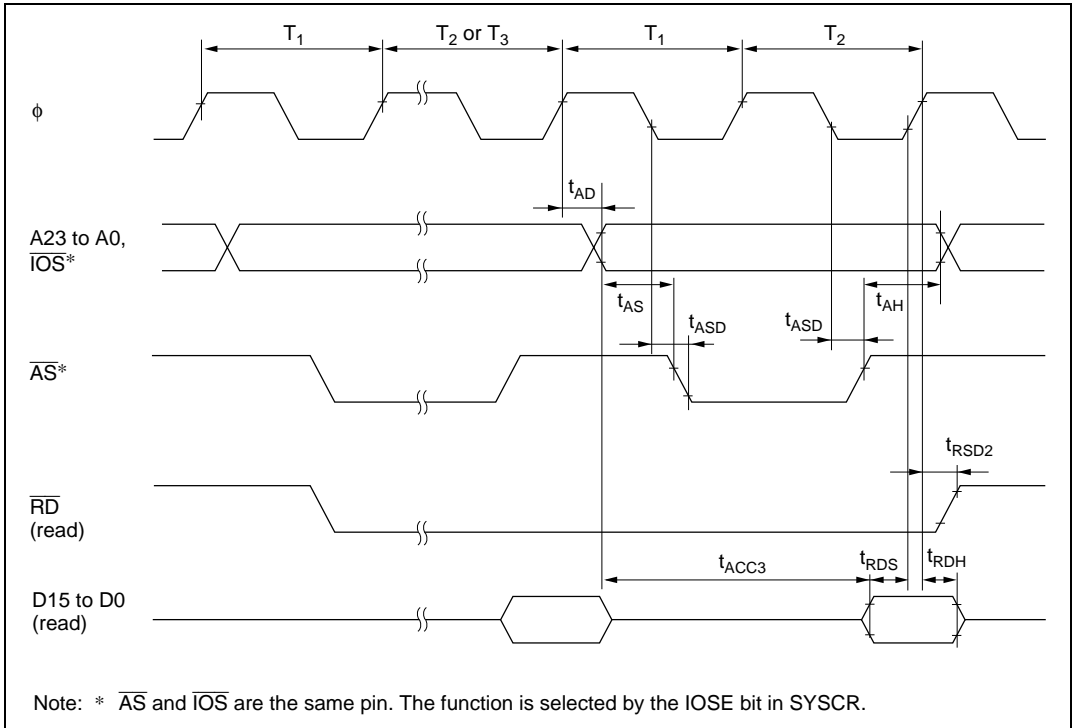 T1 T2 or T3 T1 T2
φ
tAD
A23 to A0,
IOS*
tAS tAH
tASD tASD
AS*
tRSD2
RD
(read)
tACC3 tRDS tRDH
D15 to D0
(read)
Note: * AS and IOS are the same pin. The function is selected by the IOSE bit in SYSCR.